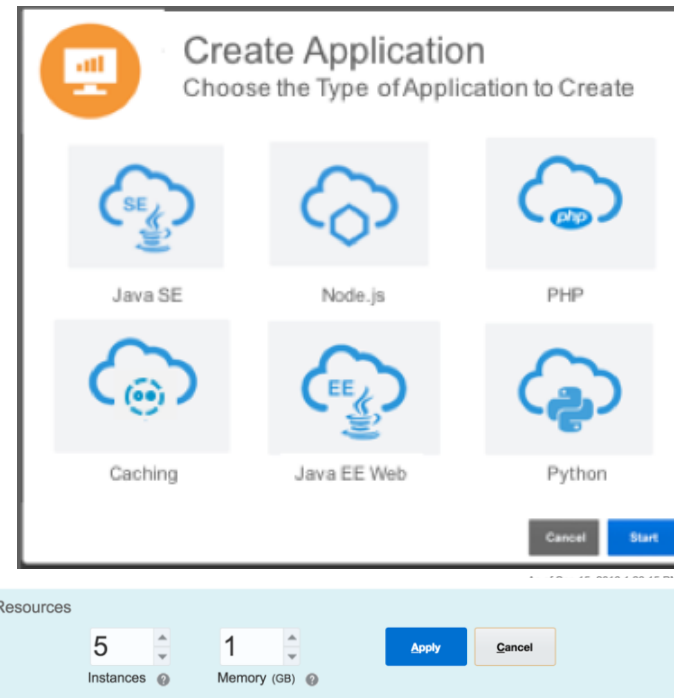 Create Application
Choose the Type of Application to Create
SE
php
Java SE
Node.js
PHP
EE
Caching
Java EE Web
Python
Cancel
Start
Resources
5
1
Apply
Cancel
Instances
Memory (GB)